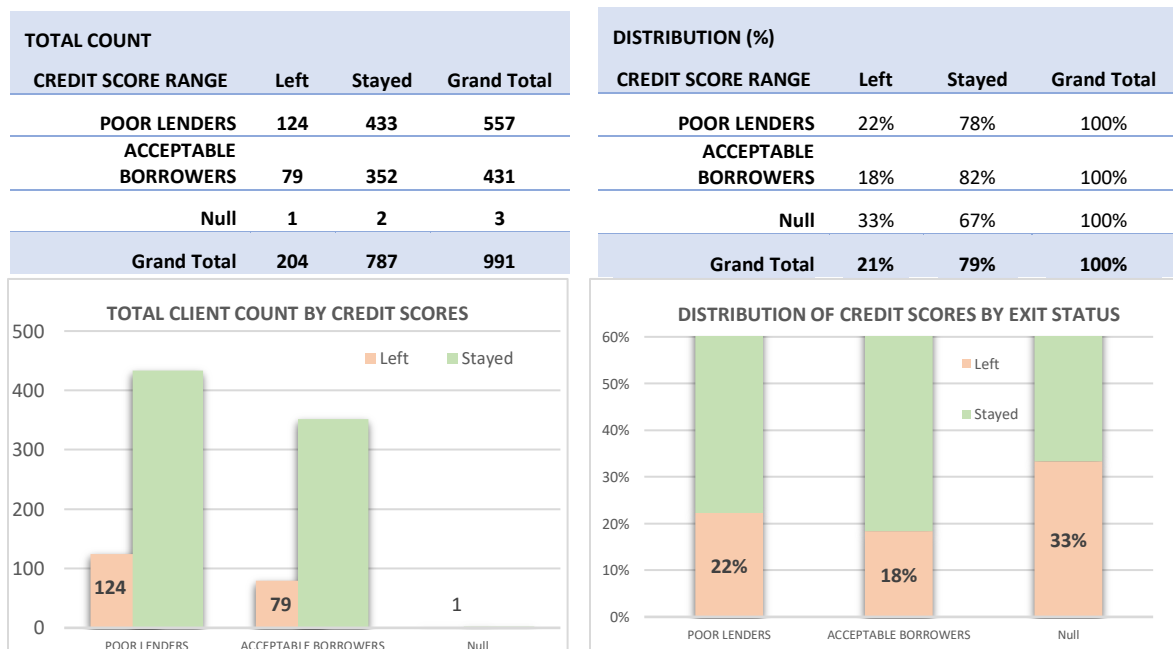 TOTAL COUNT
CREDIT SCORE RANGE Left Stayed Grand Total
POOR LENDERS 124 433 557
ACCEPTABLE
BORROWERS 79 352 431
Null 1 2 3
Grand Total 204 787 991
DISTRIBUTION (%)
CREDIT SCORE RANGE Left Stayed Grand Total
POOR LENDERS 22% 78% 100%
ACCEPTABLE
BORROWERS 18% 82% 100%
Null 33% 67% 100%
Grand Total 21% 79% 100%
TOTAL CLIENT COUNT BY CREDIT SCORES
500
Left Stayed
400
300
200
100
124
79
1
0
POOR LENDERS ACCEPTABLE BORROWERS Null
DISTRIBUTION OF CREDIT SCORES BY EXIT STATUS
60%
Left
50%
Stayed
40%
30%
20%
33%
22%
18%
10%
0%
POOR LENDERS ACCEPTABLE BORROWERS Null